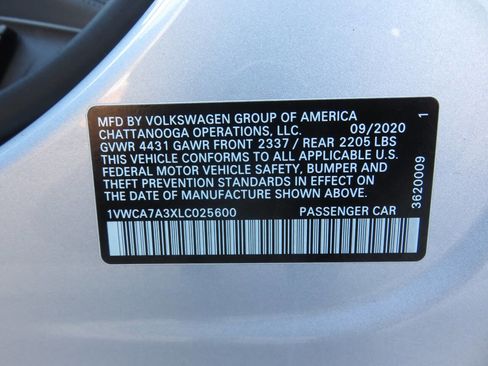 MFD BY VOLKSWAGEN GROUP OF AMERICA
CHATTANOOGA OPERATIONS, LLC. 09/2020
GVWR 4431 GAWR FRONT 2337 / REAR 2205 LBS
THIS VEHICLE CONFORMS TO ALL APPLICABLE U.S.
FEDERAL MOTOR VEHICLE SAFETY, BUMPER AND
THEFT PREVENTION STANDARDS IN EFFECT ON
THE DATE OF MANUFACTURE SHOWN ABOVE.
1VWCA7A3XLC025600 PASSENGER CAR
3620009 1